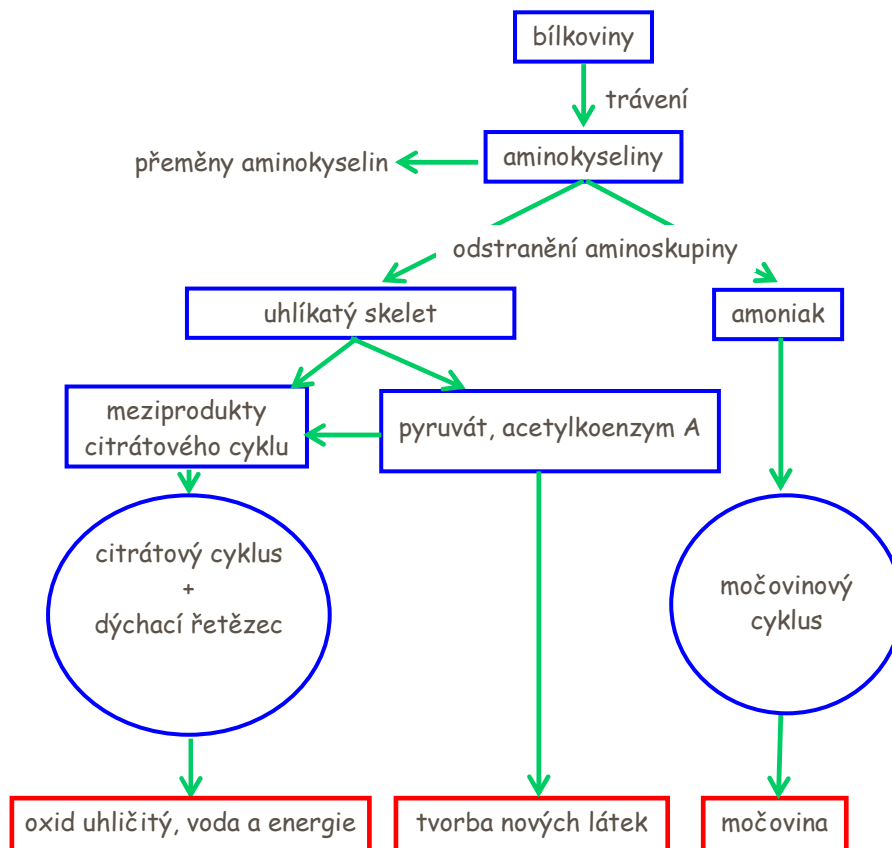 bílkoviny
trávení
aminokyseliny
přeměny aminokyselin
odstranění aminoskupiny
uhlíkatý skelet
amoniak
meziprodukty
citrátového cyklu
pyruvát, acetylkoenzym A
citrátový cyklus
+
dýchací řetězec
močovinový
cyklus
oxid uhličitý, voda a energie
tvorba nových látek
močovina